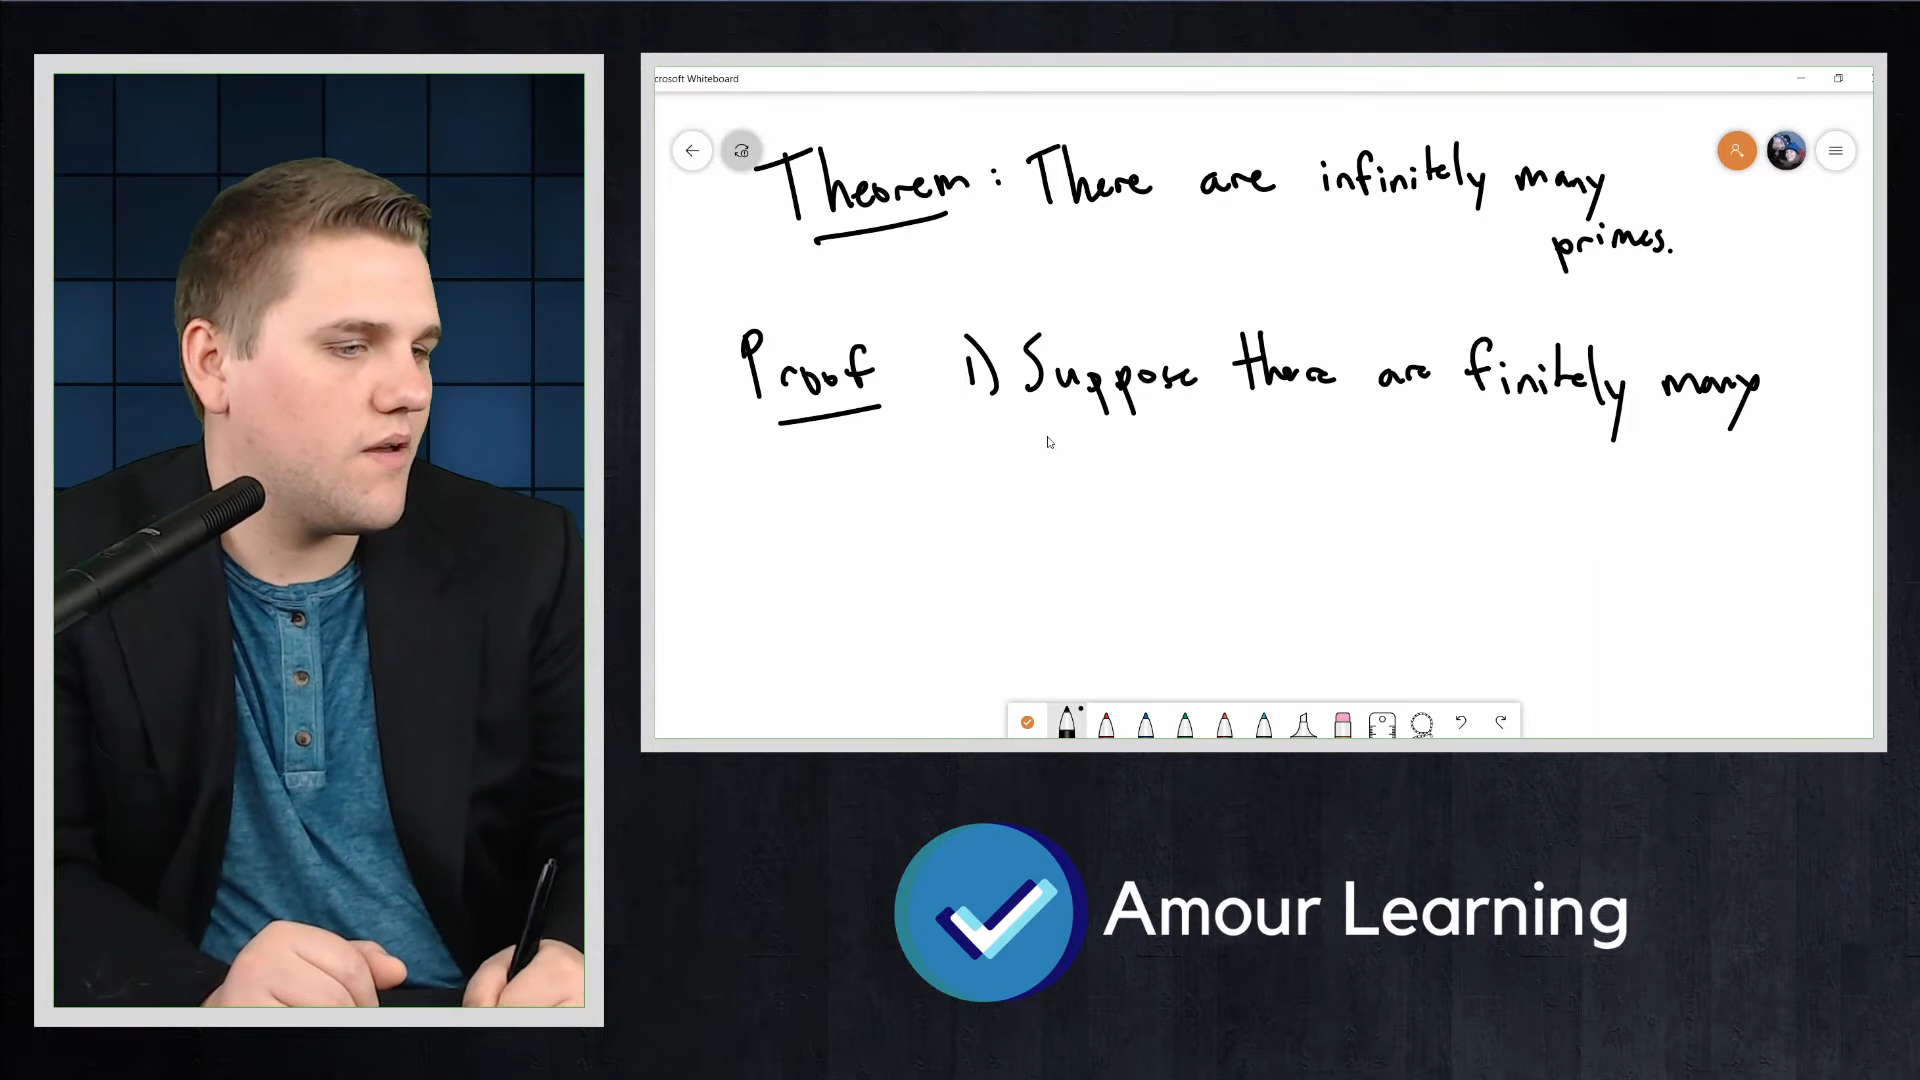 crosoft Whiteboard
Theorem: There are infinitely many
primes.
Proof 1) Suppose there are finitely many
Amour Learning